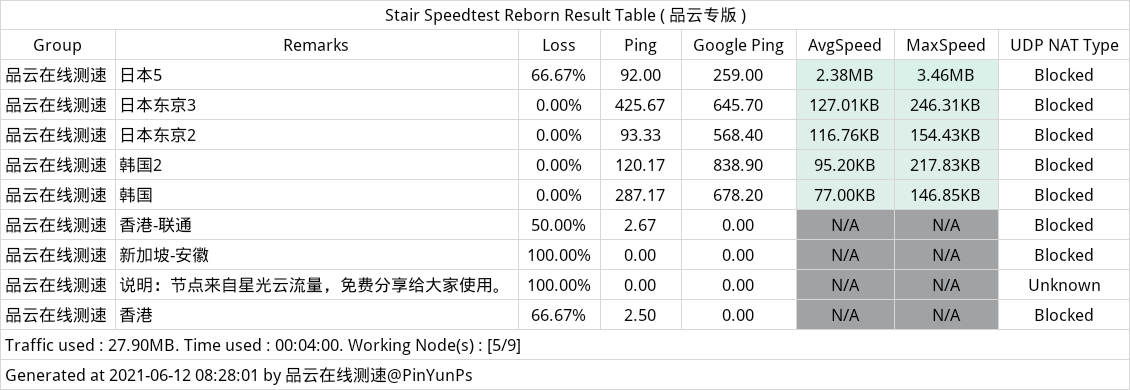 Stair Speedtest Reborn Result Table ( 品云专版 )
Group Remarks Loss Ping Google Ping AvgSpeed MaxSpeed UDP NAT Type
品云在线测速 日本5 66.67% 92.00 259.00 2.38MB 3.46MB Blocked
品云在线测速 日本东京3 0.00% 425.67 645.70 127.01KB 246.31KB Blocked
品云在线测速 日本东京2 0.00% 93.33 568.40 116.76KB 154.43KB Blocked
品云在线测速 韩国2 0.00% 120.17 838.90 95.20KB 217.83KB Blocked
品云在线测速 韩国 0.00% 287.17 678.20 77.00KB 146.85KB Blocked
品云在线测速 香港-联通 50.00% 2.67 0.00 N/A N/A Blocked
品云在线测速 新加坡-安徽 100.00% 0.00 0.00 N/A N/A Blocked
品云在线测速 说明：节点来自星光云流量，免费分享给大家使用。 100.00% 0.00 0.00 N/A N/A Unknown
品云在线测速 香港 66.67% 2.50 0.00 N/A N/A Blocked
Traffic used : 27.90MB. Time used : 00:04:00. Working Node(s) : [5/9]
Generated at 2021-06-12 08:28:01 by 品云在线测速@PinYunPs